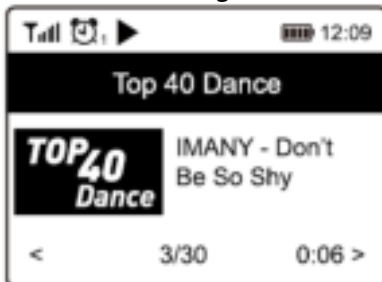 12:09
Top 40 Dance
TOP 40
Dance
IMANY - Don't
Be So Shy
< 3/30 0:06 >